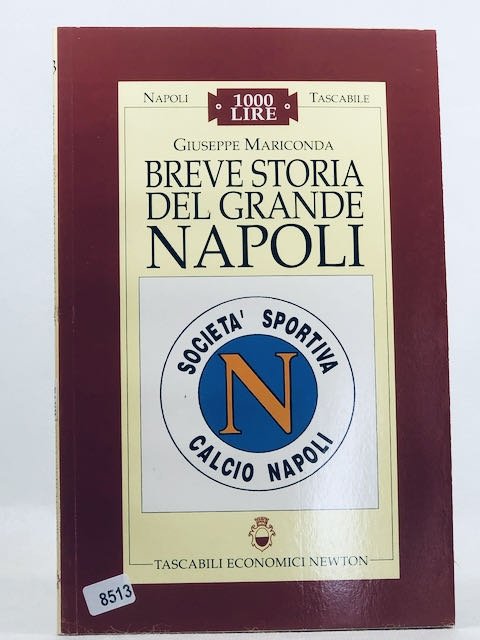 NAPOLI
1000 LIRE
TASCABILE
GIUSEPPE MARICONDA
BREVE STORIA
DEL GRANDE
NAPOLI
SOCIETA' SPORTIVA
N
CALCIO NAPOLI
TASCABILI ECONOMICI NEWTON
8513